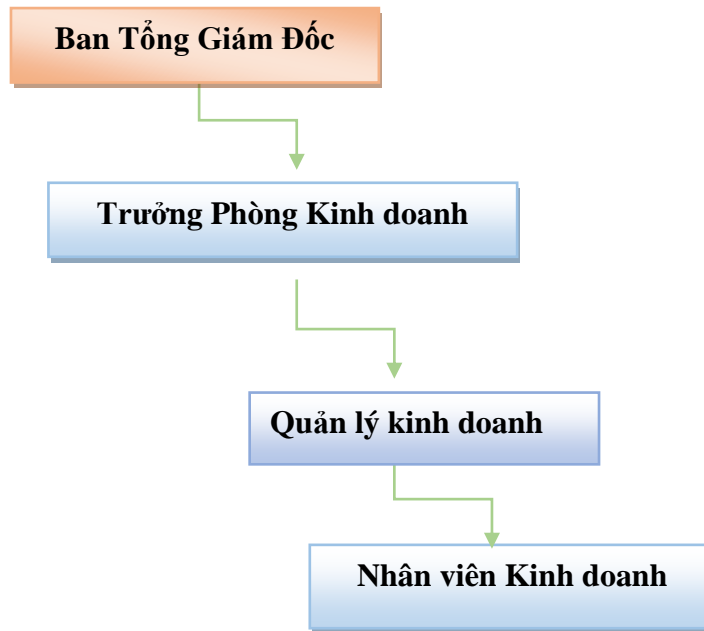 Ban Tổng Giám Đốc
Trưởng Phòng Kinh doanh
Quản lý kinh doanh
Nhân viên Kinh doanh